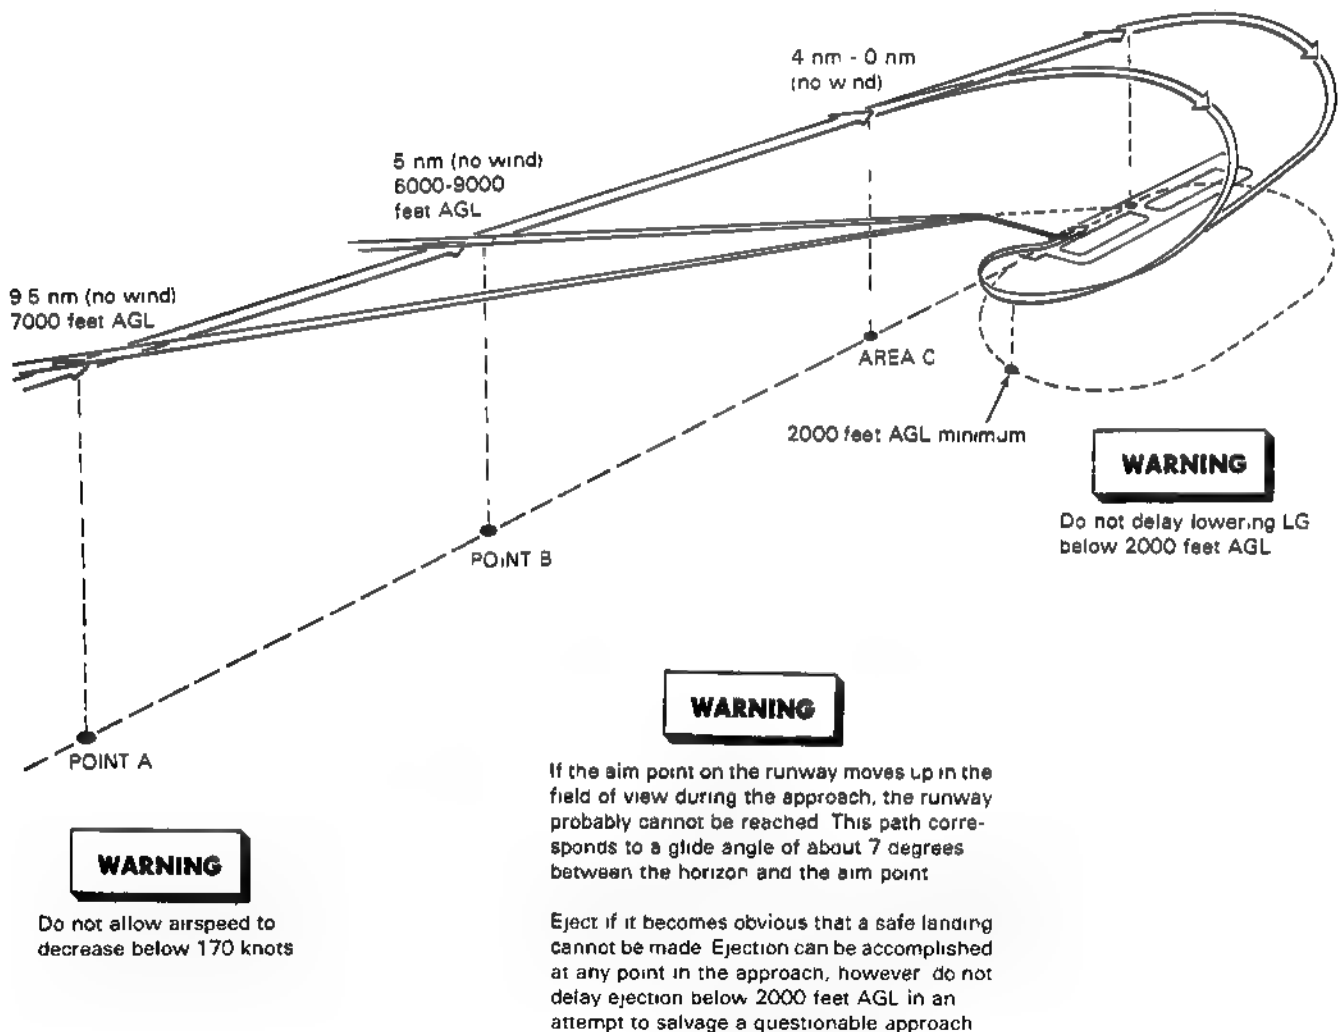 4 nm - 0 nm
(no wind)
5 nm (no wind)
6000-9000
feet AGL
9 5 nm (no wind)
7000 feet AGL
AREA C
2000 feet AGL minimum
WARNING
Do not delay lowering LG
below 2000 feet AGL
POINT B
POINT A
WARNING
If the aim point on the runway moves up in the
field of view during the approach, the runway
probably cannot be reached This path corre-
sponds to a glide angle of about 7 degrees
between the horizon and the aim point
Eject if it becomes obvious that a safe landing
cannot be made Ejection can be accomplished
at any point in the approach, however do not
delay ejection below 2000 feet AGL in an
attempt to salvage a questionable approach
WARNING
Do not allow airspeed to
decrease below 170 knots